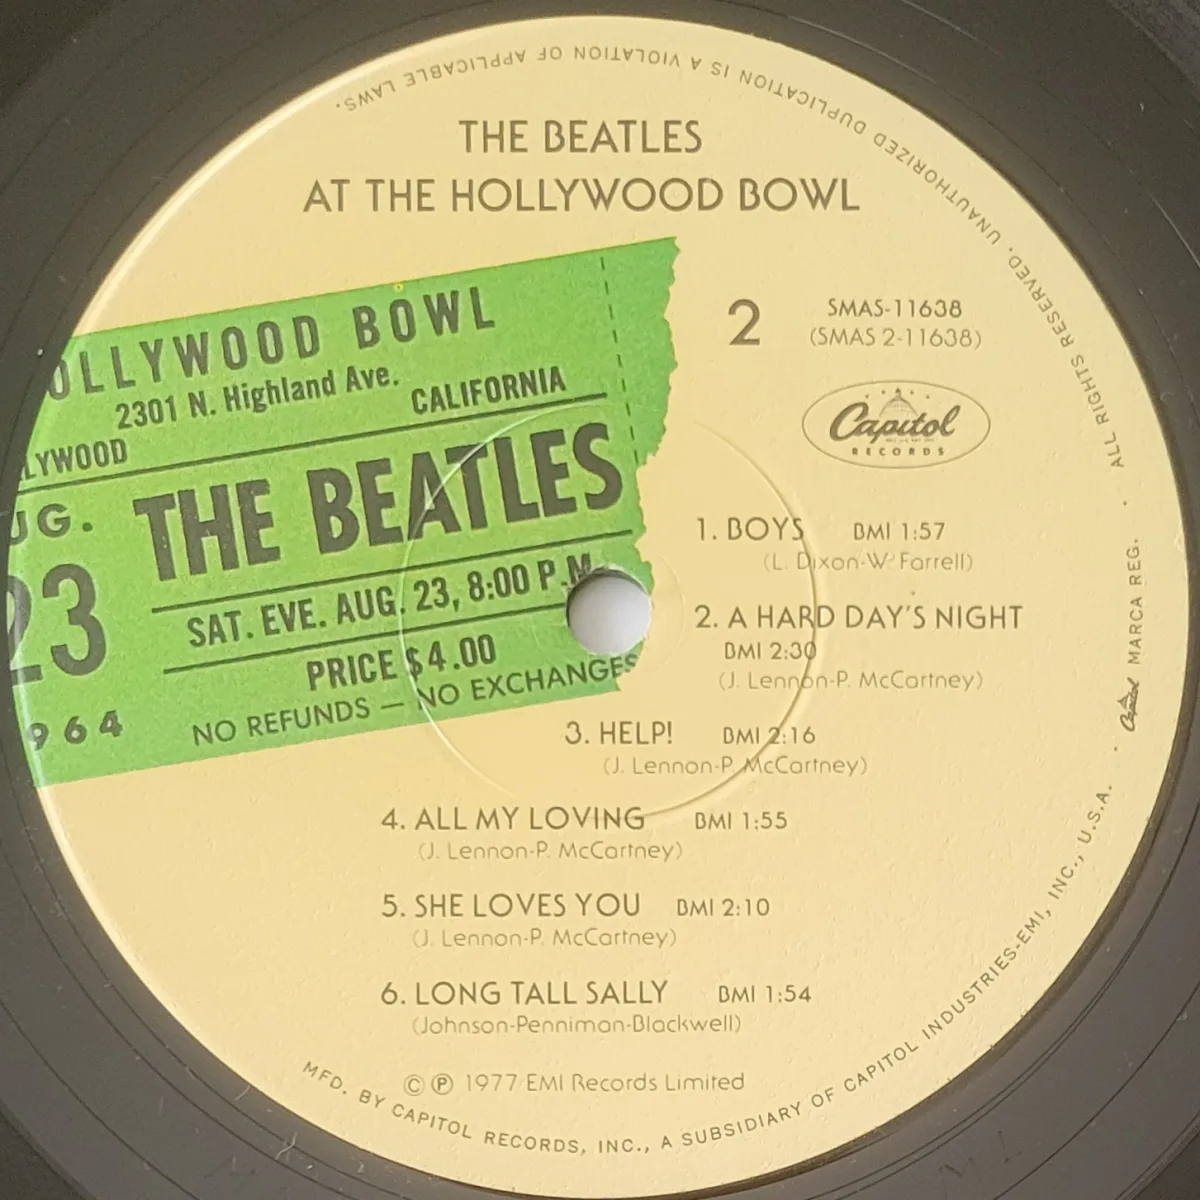 THE BEATLES
AT THE HOLLYWOOD BOWL
OLLYWOOD BOWL
2301 N. Highland Ave.
LYWOOD CALIFORNIA
UG.
23
964
THE BEATLES
SAT. EVE. AUG. 23, 8:00 P.M.
PRICE $4.00
NO REFUNDS — NO EXCHANGES
2
SMAS-11638
(SMAS 2-11638)
Capitol
RECORDS
1. BOYS BMI 1:57
(L. Dixon-W. Farrell)
2. A HARD DAY'S NIGHT
BMI 2:30
(J. Lennon-P. McCartney)
3. HELP! BMI 2:16
(J. Lennon-P. McCartney)
4. ALL MY LOVING BMI 1:55
(J. Lennon-P. McCartney)
5. SHE LOVES YOU BMI 2:10
(J. Lennon-P. McCartney)
6. LONG TALL SALLY BMI 1:54
(Johnson-Penniman-Blackwell)
© ℗ 1977 EMI Records Limited
MFD. BY CAPITOL RECORDS, INC., A SUBSIDIARY OF CAPITOL INDUSTRIES-EMI, INC., U.S.A. · Capitol MARCA REG. · ALL RIGHTS RESERVED. UNAUTHORIZED DUPLICATION IS A VIOLATION OF APPLICABLE LAWS.